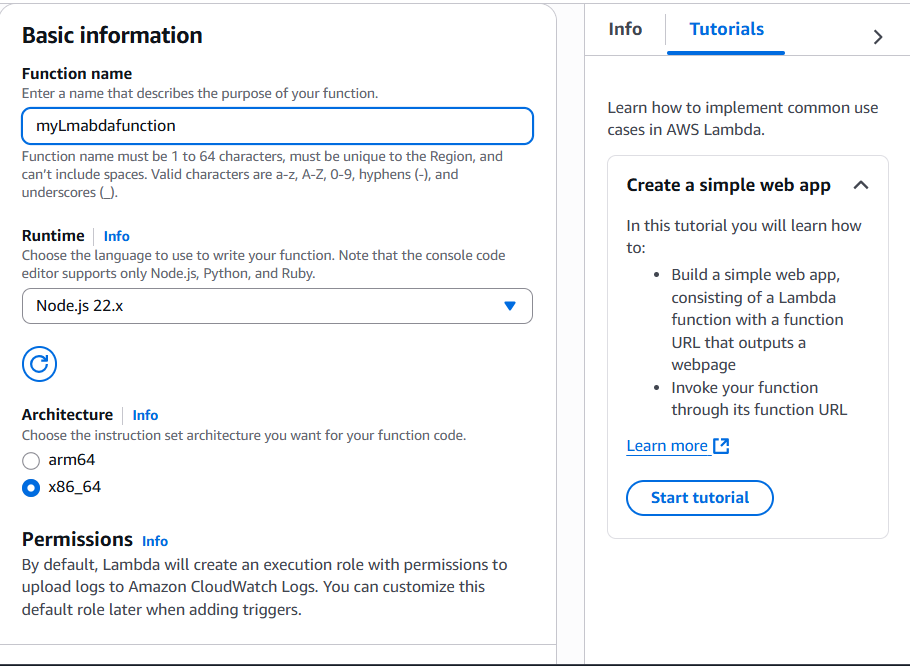 Basic information
Function name
Enter a name that describes the purpose of your function.
myLmabdafunction
Function name must be 1 to 64 characters, must be unique to the Region, and
can't include spaces. Valid characters are a-z, A-Z, 0-9, hyphens (-), and
underscores (_).
Runtime Info
Choose the language to use to write your function. Note that the console code
editor supports only Node.js, Python, and Ruby.
Node.js 22.x
Architecture Info
Choose the instruction set architecture you want for your function code.
arm64
x86_64
Permissions Info
By default, Lambda will create an execution role with permissions to
upload logs to Amazon CloudWatch Logs. You can customize this
default role later when adding triggers.
Info
Tutorials
Learn how to implement common use
cases in AWS Lambda.
Create a simple web app
In this tutorial you will learn how
to:
• Build a simple web app,
consisting of a Lambda
function with a function
URL that outputs a
webpage
• Invoke your function
through its function URL
Learn more
Start tutorial